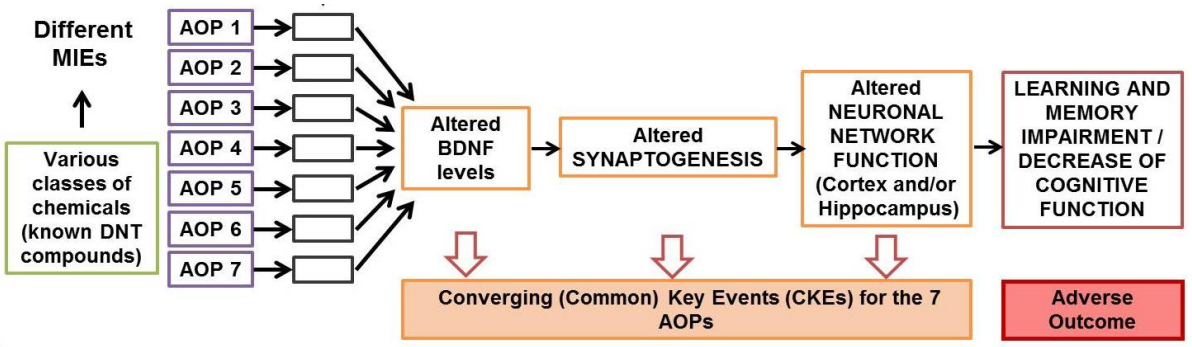 Different
MIEs
Various
classes of
chemicals
(known DNT
compounds)
AOP 1
AOP 2
AOP 3
AOP 4
AOP 5
AOP 6
AOP 7
Altered
BDNF
levels
Altered
SYNAPTOGENESIS
Altered
NEURONAL
NETWORK
FUNCTION
(Cortex and/or
Hippocampus)
LEARNING AND
MEMORY
IMPAIRMENT /
DECREASE OF
COGNITIVE
FUNCTION
Converging (Common) Key Events (CKEs) for the 7
AOPs
Adverse
Outcome